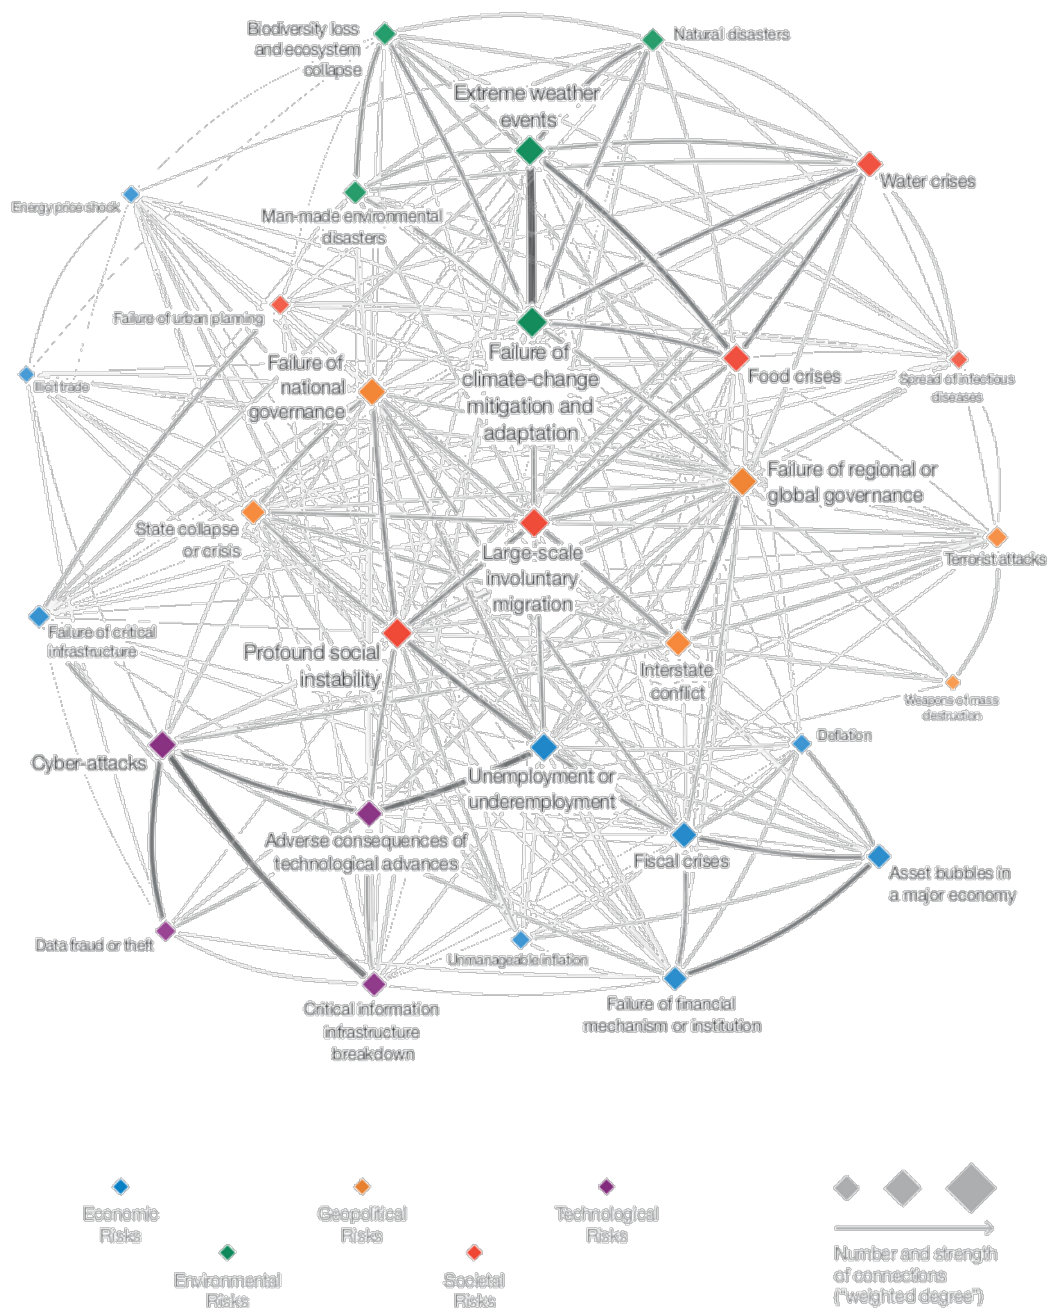 Biodiversity loss
and ecosystem
collapse
Natural disasters
Extreme weather
events
Water crises
Energy price shock
Man-made environmental
disasters
Failure of urban planning
Failure of
national
governance
Failure of
climate-change
mitigation and
adaptation
Food crises
Spread of infectious
diseases
Illicit trade
Failure of regional or
global governance
State collapse
or crisis
Large-scale
involuntary
migration
Terrorist attacks
Failure of critical
infrastructure
Profound social
instability
Interstate
conflict
Weapons of mass
destruction
Deflation
Cyber-attacks
Unemployment or
underemployment
Adverse consequences of
technological advances
Fiscal crises
Asset bubbles in
a major economy
Data fraud or theft
Unmanageable inflation
Critical information
infrastructure
breakdown
Failure of financial
mechanism or institution
Economic
Risks
Geopolitical
Risks
Technological
Risks
Environmental
Risks
Societal
Risks
Number and strength
of connections
("weighted degree")